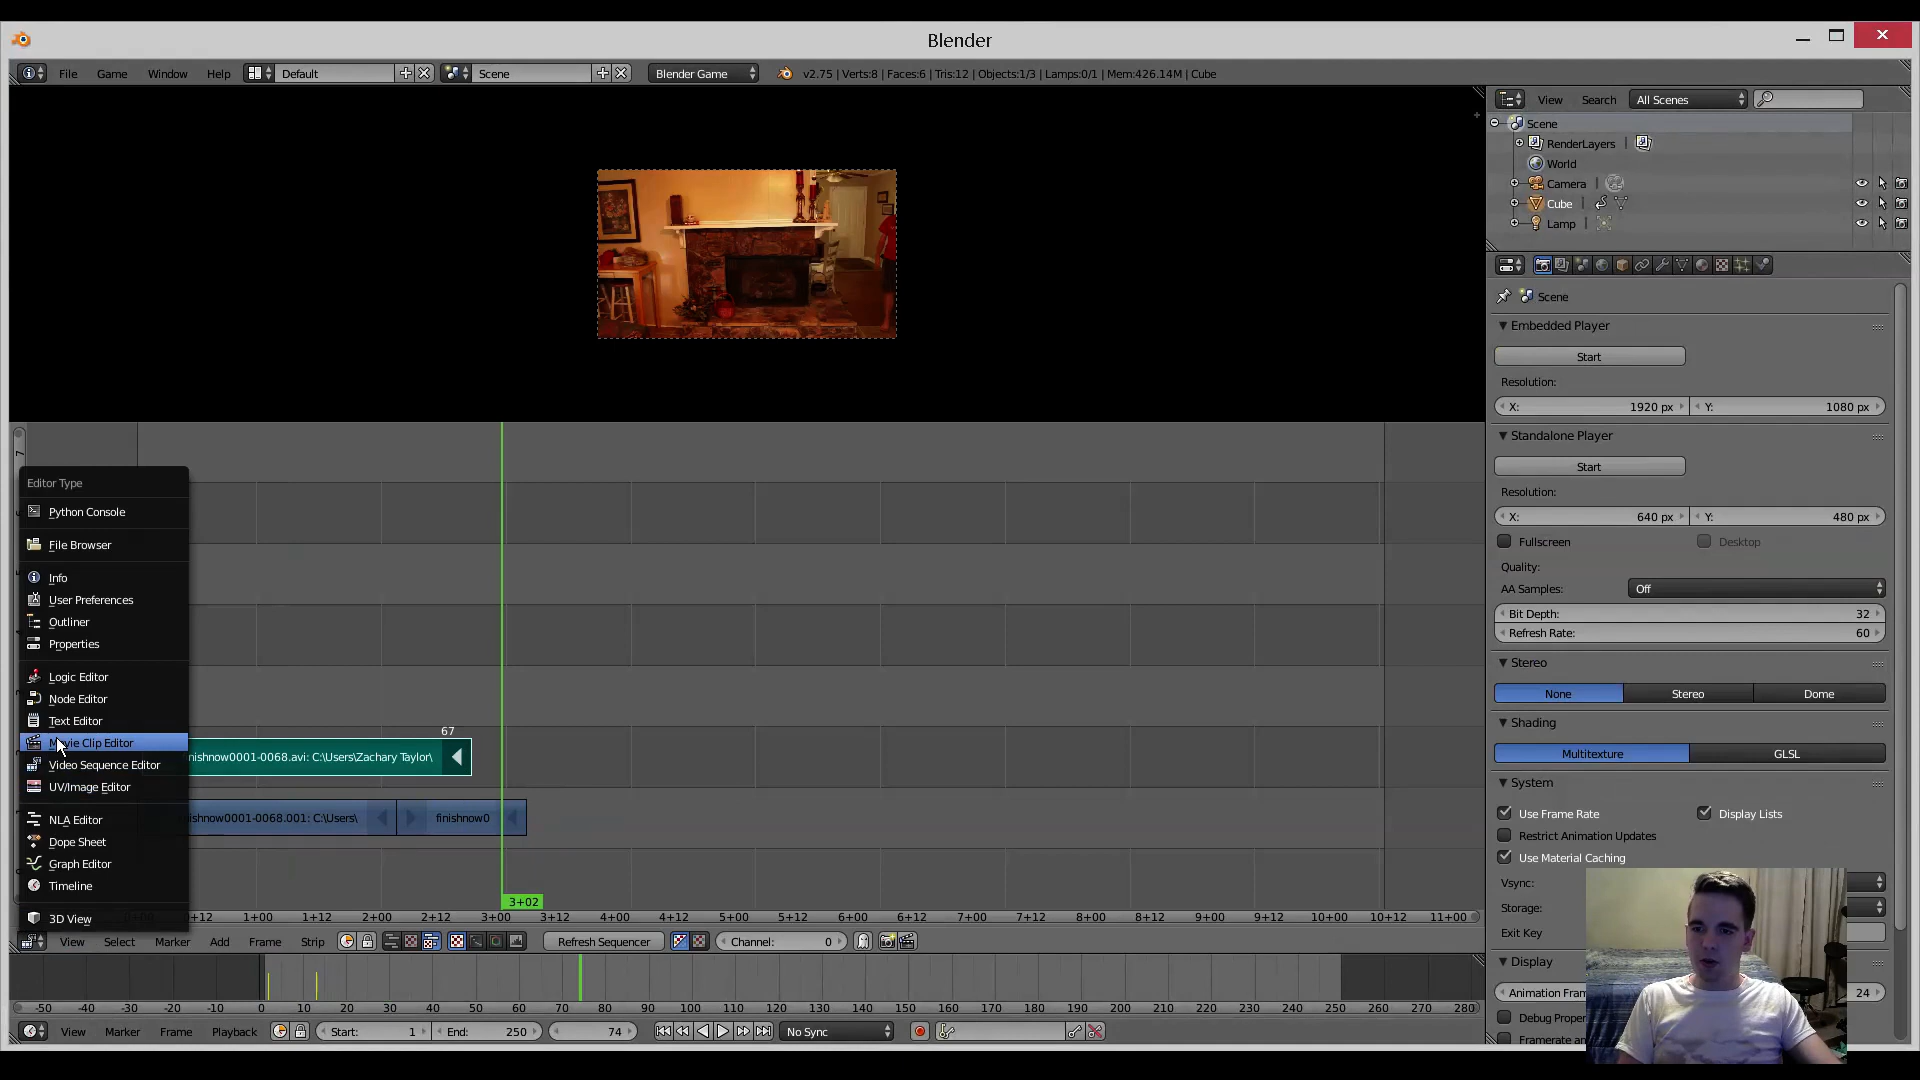 Blender
File Game Window Help Default Scene Blender Game v2.75 | Verts:8 | Faces:6 | Tris:12 | Objects:1/3 | Lamps:0/1 | Mem:426.14M | Cube
View Search All Scenes
Scene
RenderLayers
World
Camera
Cube
Lamp
Scene
Embedded Player
Start
Resolution:
X: 1920 px Y: 1080 px
Standalone Player
Start
Resolution:
X: 640 px Y: 480 px
Fullscreen Desktop
Quality:
AA Samples: Off
Bit Depth: 32
Refresh Rate: 60
Stereo
None Stereo Dome
Shading
Multitexture GLSL
System
Use Frame Rate Display Lists
Restrict Animation Updates
Use Material Caching
Vsync:
Storage:
Exit Key
Display
Animation Fram 24
Debug Proper
Framerate an
7
Editor Type
Python Console
File Browser
Info
User Preferences
Outliner
Properties
Logic Editor
Node Editor
Text Editor
Movie Clip Editor
Video Sequence Editor
UV/Image Editor
NLA Editor
Dope Sheet
Graph Editor
Timeline
3D View
67
nishnow0001-0068.avi: C:\Users\Zachary Taylor\
ishnow0001-0068.001: C:\Users\ finishnow0
3+02
0+12 1+00 1+12 2+00 2+12 3+00 3+12 4+00 4+12 5+00 5+12 6+00 6+12 7+00 7+12 8+00 8+12 9+00 9+12 10+00 10+12 11+00
View Select Marker Add Frame Strip Refresh Sequencer Channel: 0
-50 -40 -30 -20 -10 0 10 20 30 40 50 60 70 80 90 100 110 120 130 140 150 160 170 180 190 200 210 220 230 240 250 260 270 280
View Marker Frame Playback Start: 1 End: 250 74 No Sync